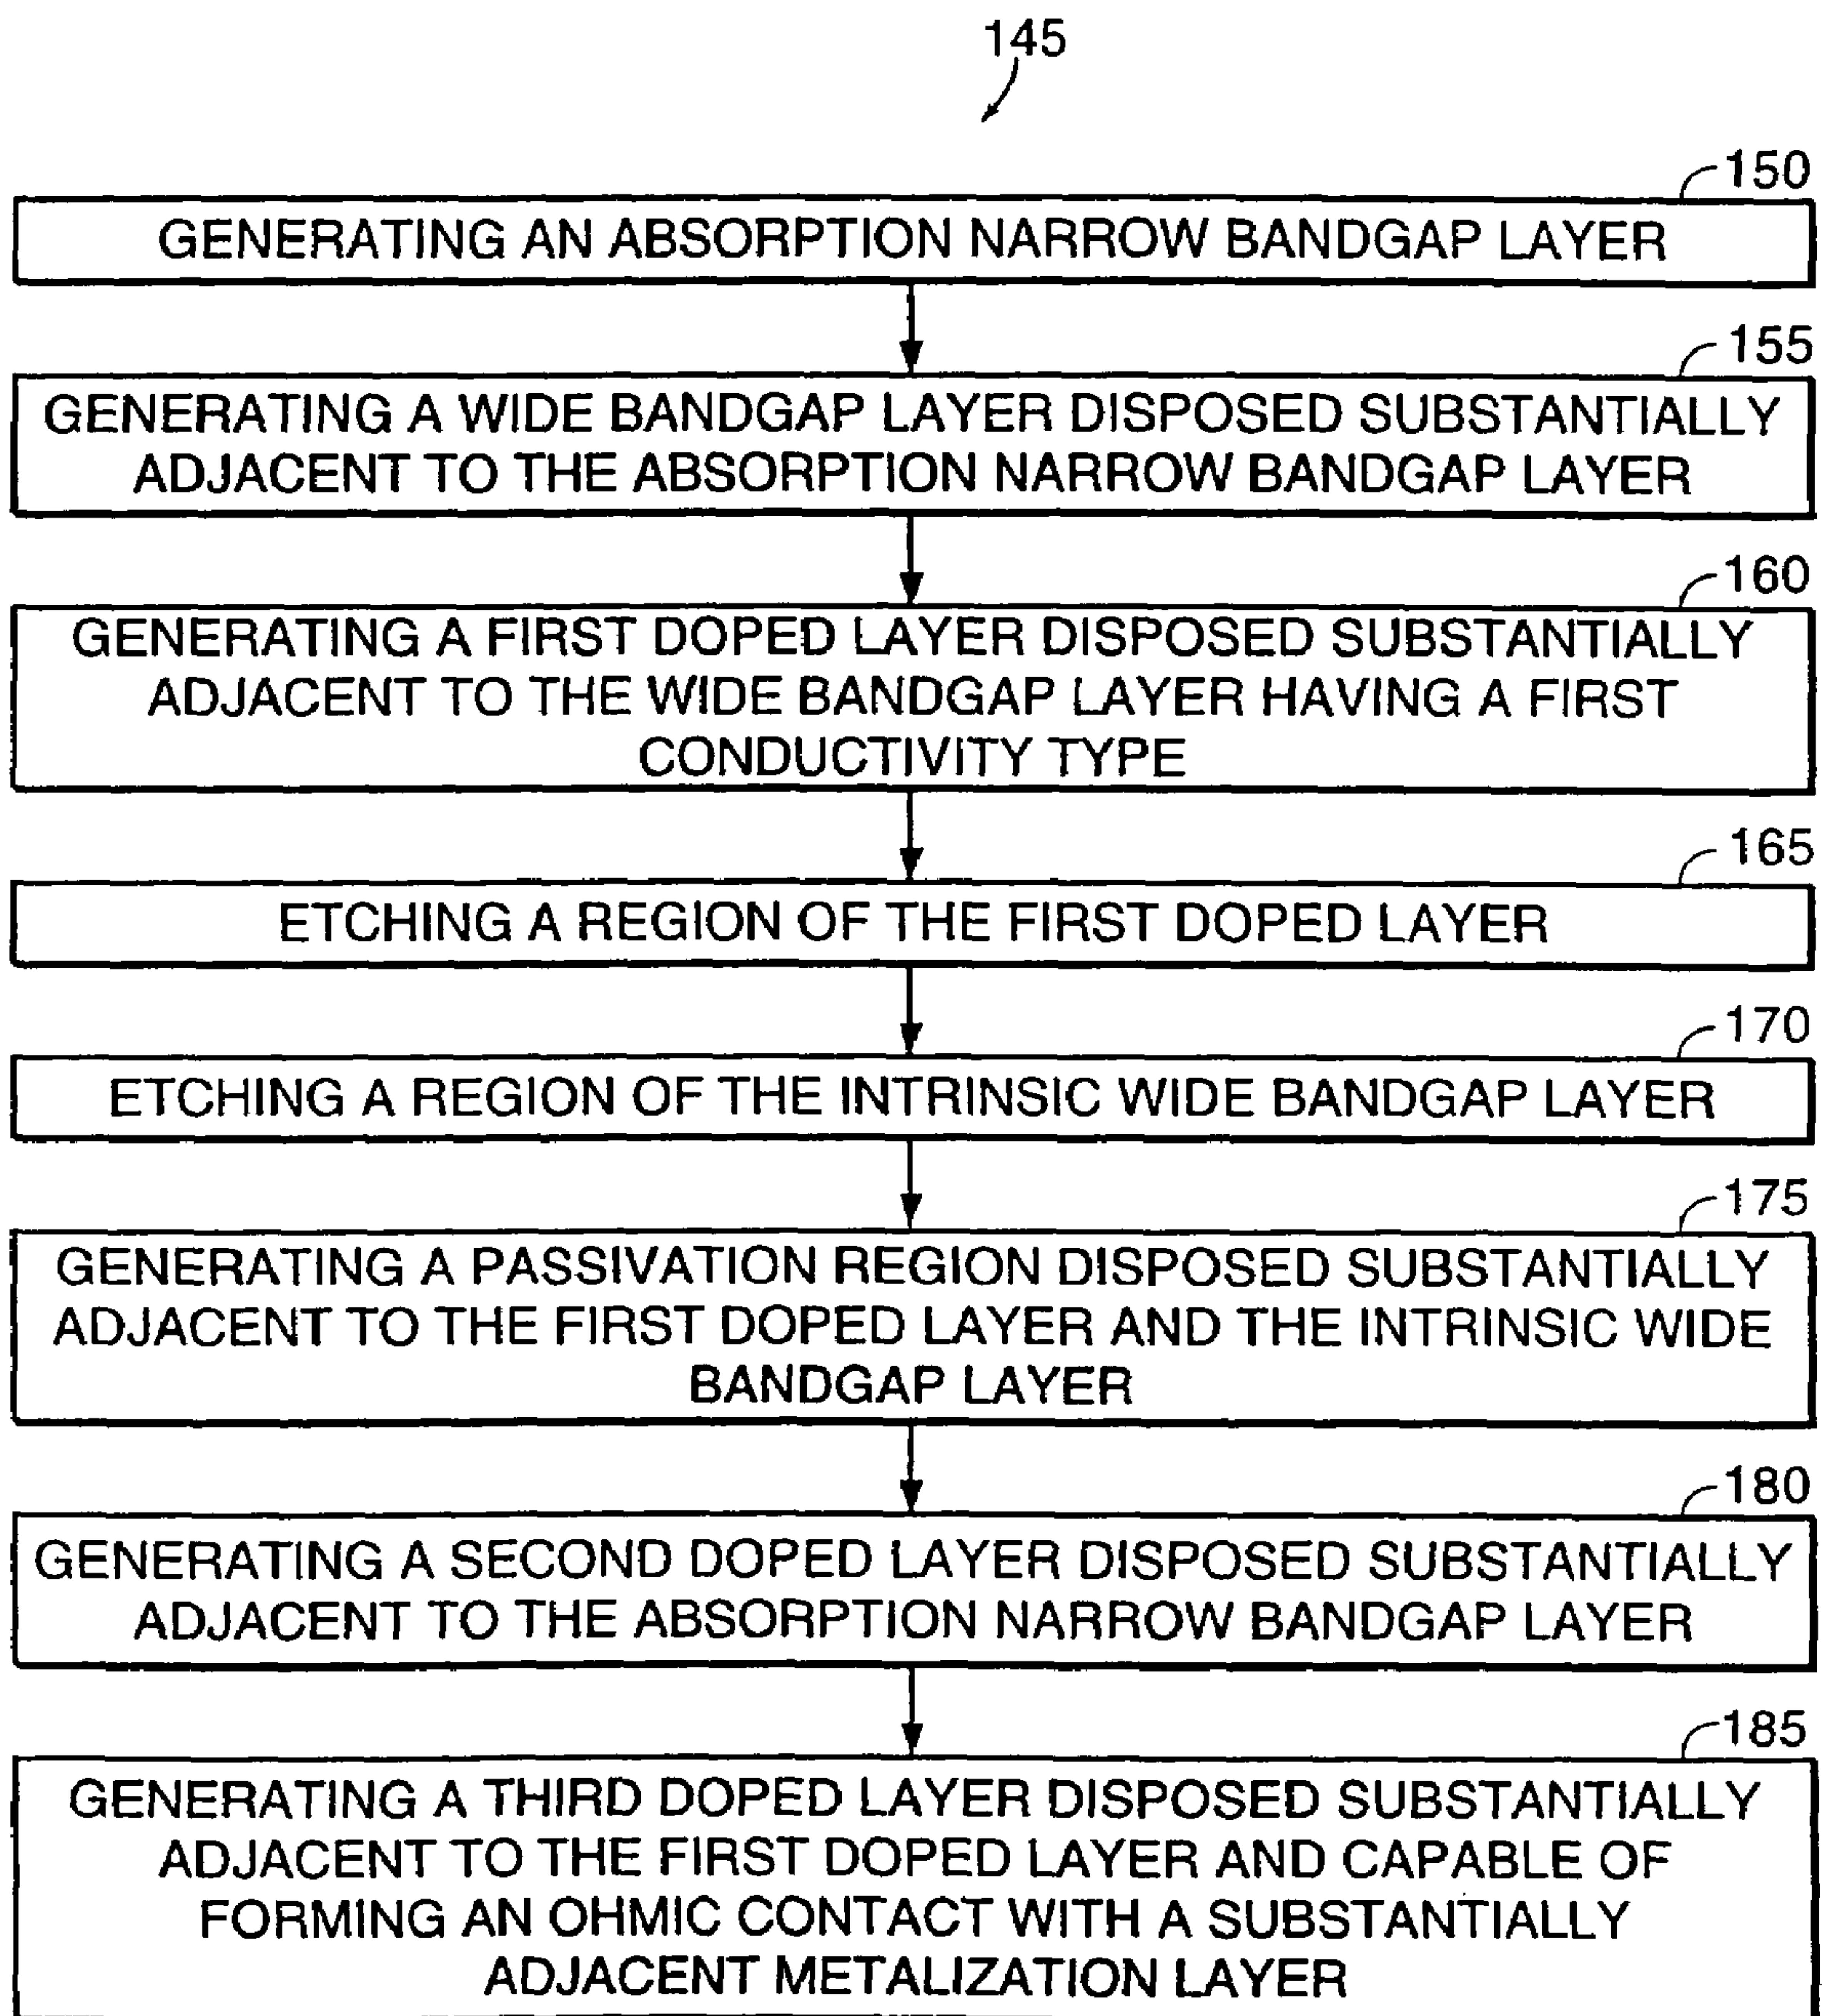 145
150
GENERATING AN ABSORPTION NARROW BANDGAP LAYER
155
GENERATING A WIDE BANDGAP LAYER DISPOSED SUBSTANTIALLY
ADJACENT TO THE ABSORPTION NARROW BANDGAP LAYER
160
GENERATING A FIRST DOPED LAYER DISPOSED SUBSTANTIALLY
ADJACENT TO THE WIDE BANDGAP LAYER HAVING A FIRST
CONDUCTIVITY TYPE
165
ETCHING A REGION OF THE FIRST DOPED LAYER
170
ETCHING A REGION OF THE INTRINSIC WIDE BANDGAP LAYER
175
GENERATING A PASSIVATION REGION DISPOSED SUBSTANTIALLY
ADJACENT TO THE FIRST DOPED LAYER AND THE INTRINSIC WIDE
BANDGAP LAYER
180
GENERATING A SECOND DOPED LAYER DISPOSED SUBSTANTIALLY
ADJACENT TO THE ABSORPTION NARROW BANDGAP LAYER
185
GENERATING A THIRD DOPED LAYER DISPOSED SUBSTANTIALLY
ADJACENT TO THE FIRST DOPED LAYER AND CAPABLE OF
FORMING AN OHMIC CONTACT WITH A SUBSTANTIALLY
ADJACENT METALIZATION LAYER